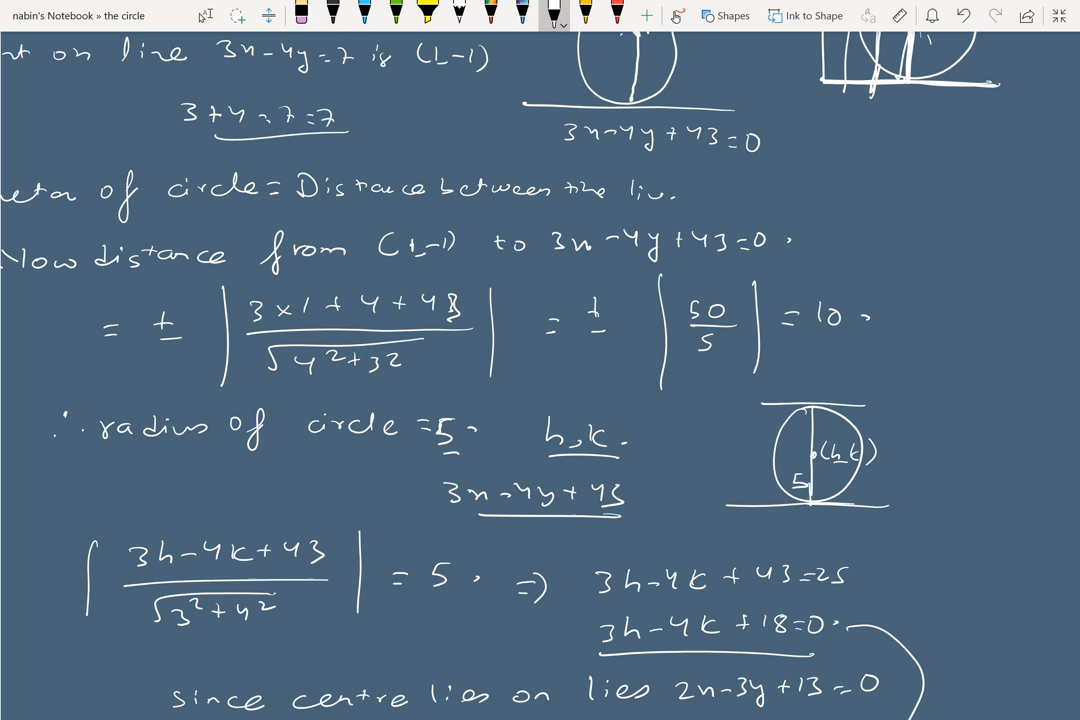 nabin's Notebook » the circle
Shapes
Ink to Shape
on line 3x-4y=7 is (1,-1)
3+4=7=7
3x-4y+43=0
of circle = Distance between the lin.
Now distance from (1,-1) to 3x-4y+43=0.
= ± | 3×1+4+43 / √4²+3² | = ± | 50 / 5 | = 10.
∴ radius of circle = 5. h,k.
(h,k)
5
3x-4y+43
| 3h-4k+43 / √3²+4² | = 5. ⇒ 3h-4k+43=25
3h-4k+18=0.
since centre lies on lies 2x-3y+13=0